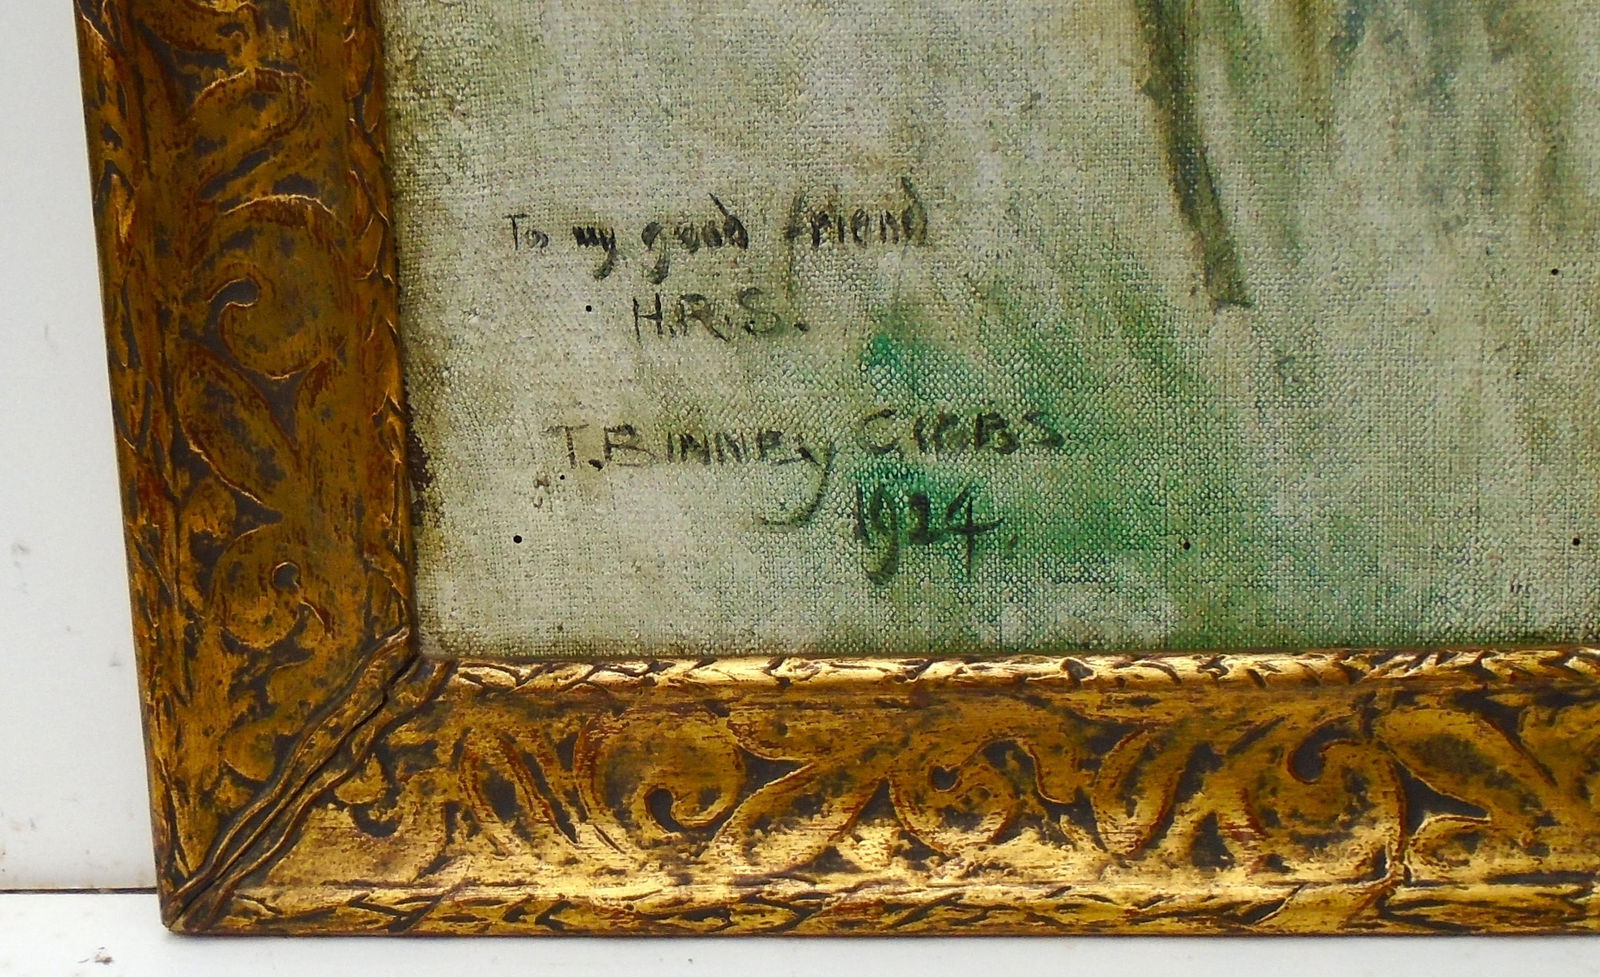 To my good friend
H.R.S.
T. BINNEY GIBBS
1924.